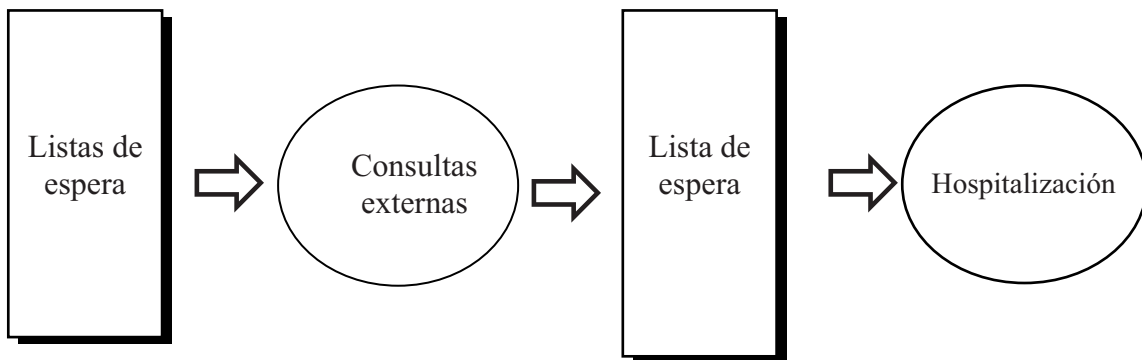 Listas de
espera
Consultas
externas
Lista de
espera
Hospitalización